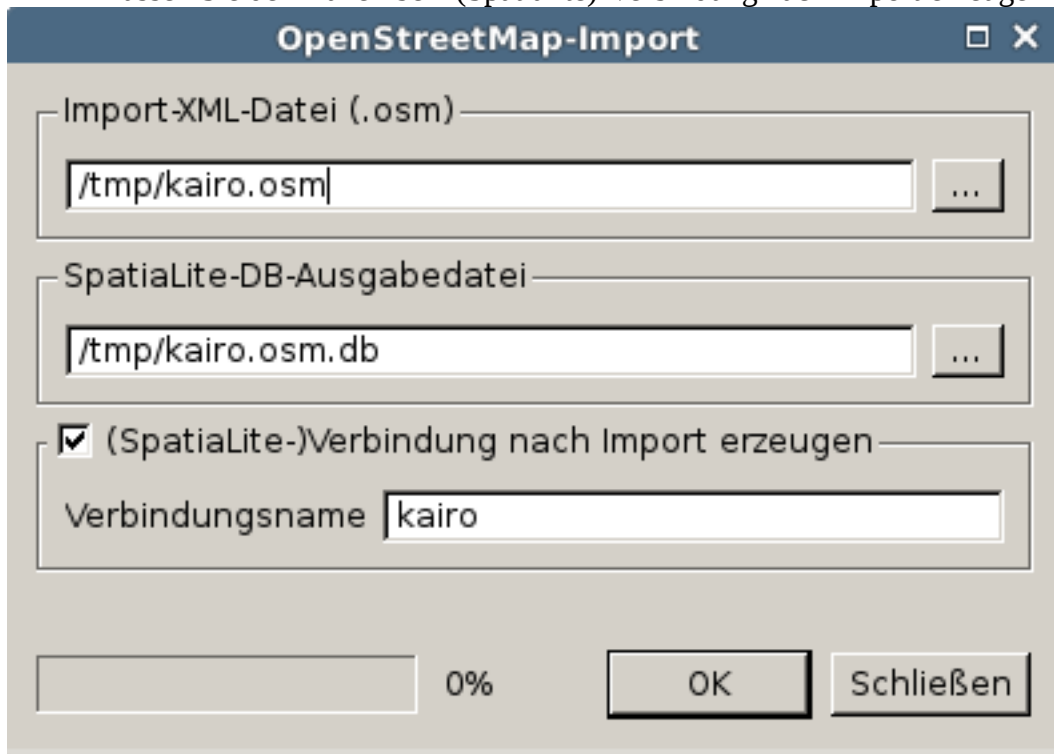 OpenStreetMap-Import
Import-XML-Datei (.osm)
/tmp/kairo.osm
...
SpatiaLite-DB-Ausgabedatei
/tmp/kairo.osm.db
...
(SpatiaLite-)Verbindung nach Import erzeugen
Verbindungsname kairo
0% OK Schließen